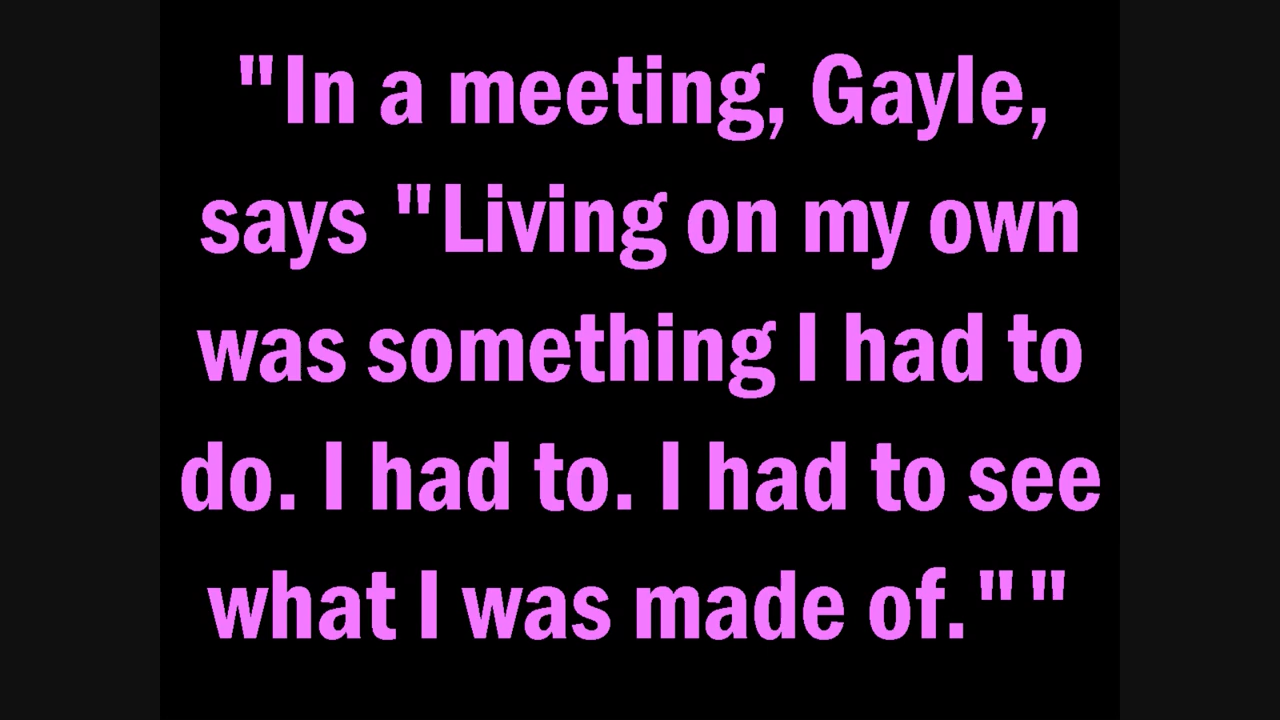 "In a meeting, Gayle,
says "Living on my own
was something I had to
do. I had to. I had to see
what I was made of.""